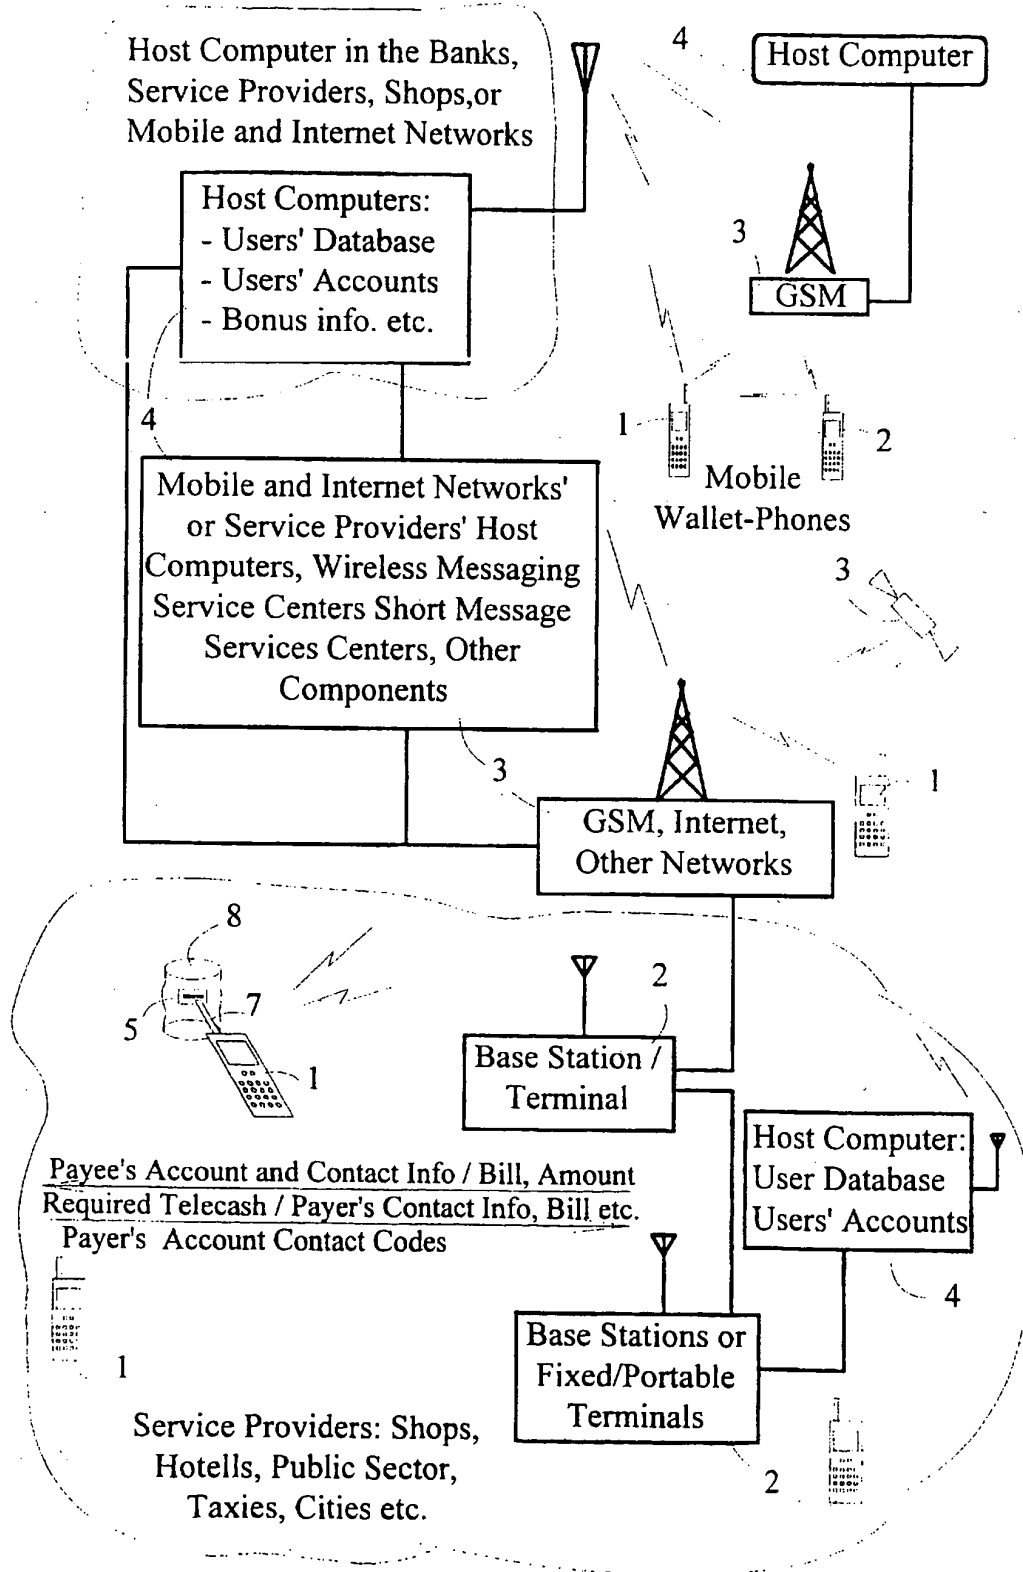 Host Computer in the Banks,
Service Providers, Shops,or
Mobile and Internet Networks
4
Host Computer
Host Computers:
- Users' Database
- Users' Accounts
- Bonus info. etc.
3
GSM
4
1
2
Mobile
Wallet-Phones
Mobile and Internet Networks'
or Service Providers' Host
Computers, Wireless Messaging
Service Centers Short Message
Services Centers, Other
Components
3
3
1
GSM, Internet,
Other Networks
8
5
7
1
2
Base Station /
Terminal
Host Computer:
User Database
Users' Accounts
4
Payee's Account and Contact Info / Bill, Amount
Required Telecash / Payer's Contact Info, Bill etc.
Payer's Account Contact Codes
1
Base Stations or
Fixed/Portable
Terminals
2
Service Providers: Shops,
Hotells, Public Sector,
Taxies, Cities etc.